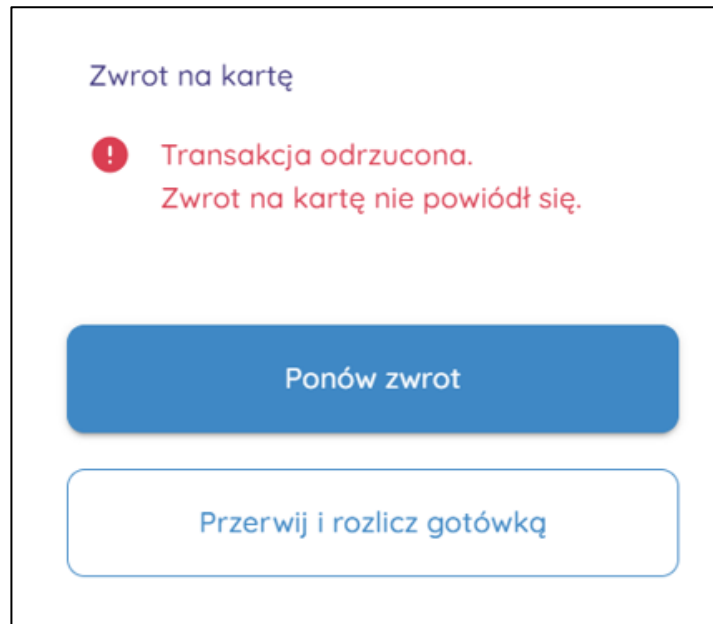 Zwrot na kartę
Transakcja odrzucona.
Zwrot na kartę nie powiódł się.
Ponów zwrot
Przerwij i rozlicz gotówką